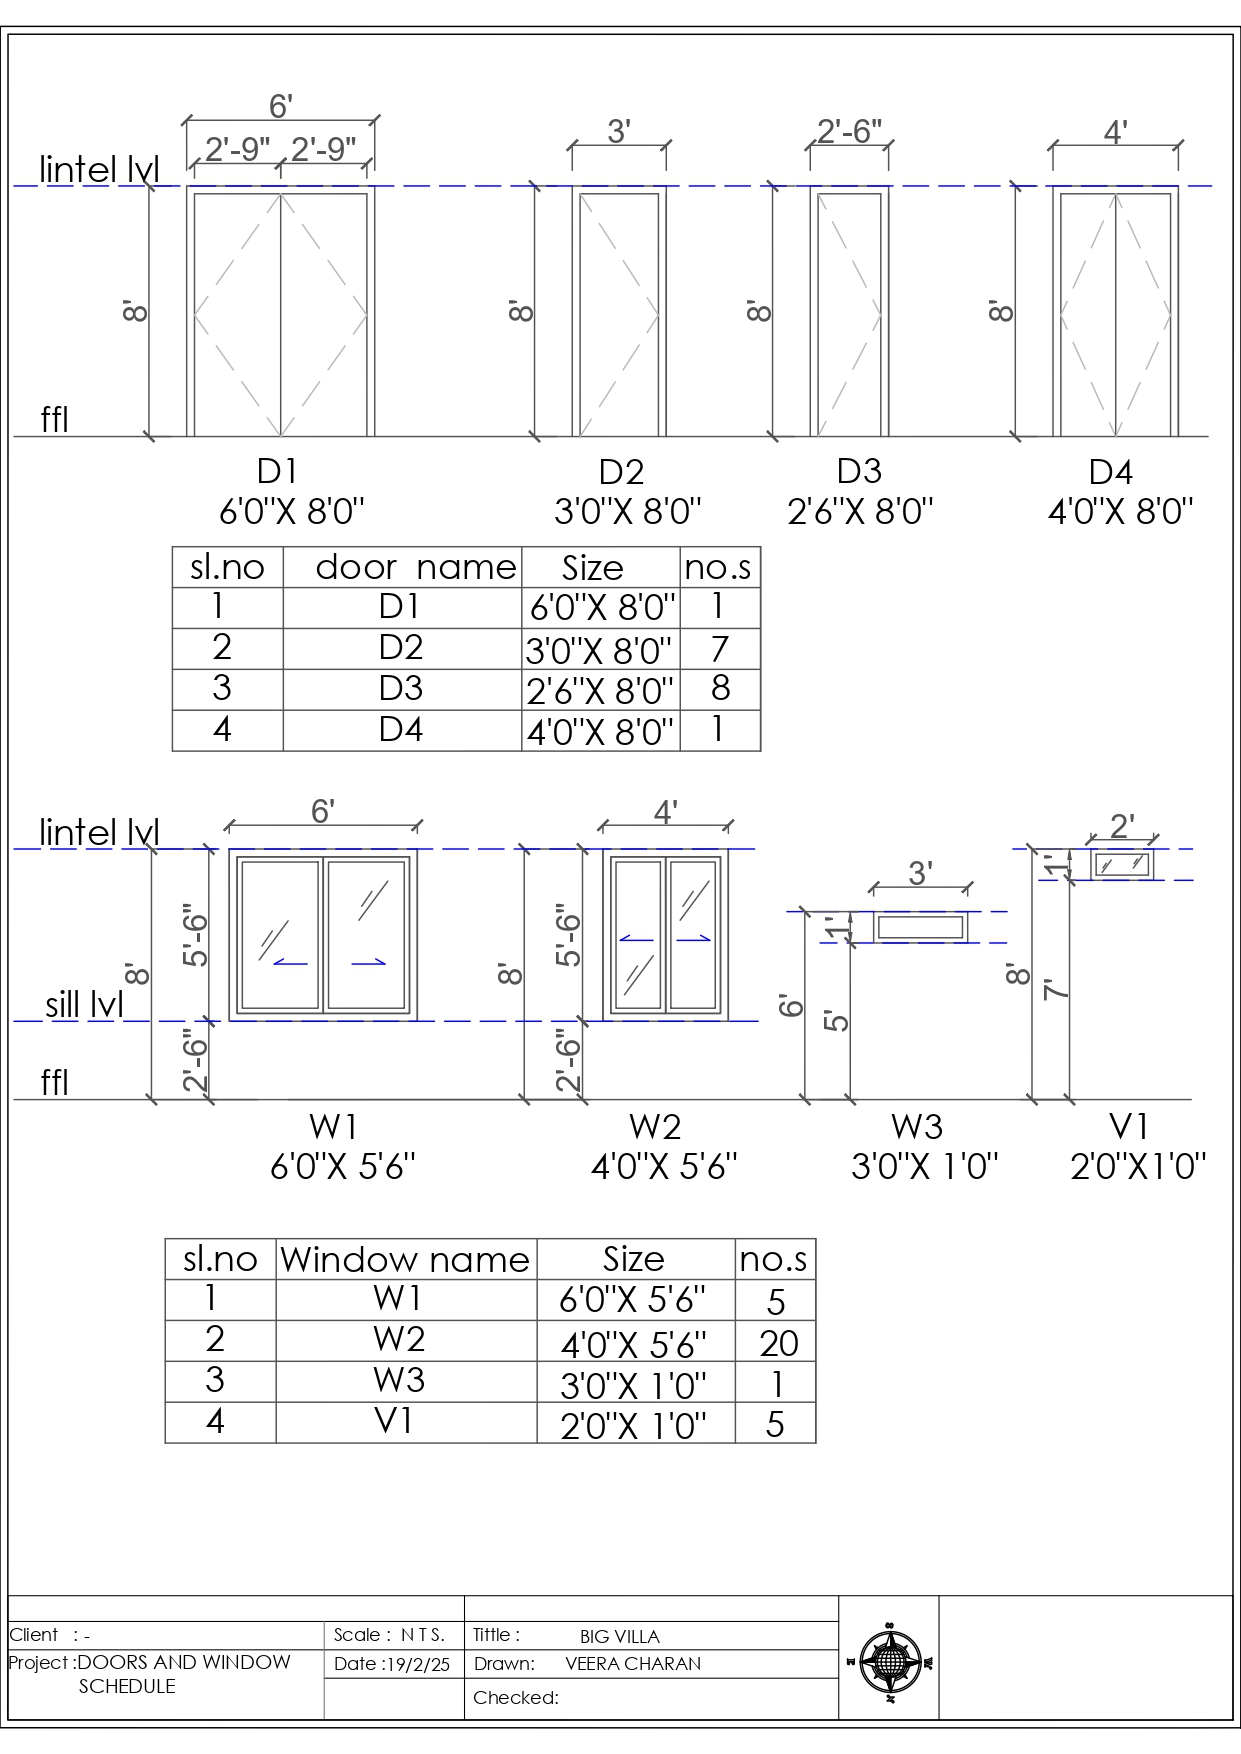 6'
2'-9" 2'-9" 3' 2'-6" 4'
lintel lvl
8' 8' 8' 8'
ffl
D1 D2 D3 D4
6'0"X 8'0" 3'0"X 8'0" 2'6"X 8'0" 4'0"X 8'0"
sl.no door name Size no.s
1 D1 6'0"X 8'0" 1
2 D2 3'0"X 8'0" 7
3 D3 2'6"X 8'0" 8
4 D4 4'0"X 8'0" 1
6' 4' 3' 2'
lintel lvl
5'-6" 5'-6" 1' 1'
8' 8' 6' 5' 8' 7'
sill lvl
2'-6" 2'-6"
ffl
W1 W2 W3 V1
6'0"X 5'6" 4'0"X 5'6" 3'0"X 1'0" 2'0"X1'0"
sl.no Window name Size no.s
1 W1 6'0"X 5'6" 5
2 W2 4'0"X 5'6" 20
3 W3 3'0"X 1'0" 1
4 V1 2'0"X 1'0" 5
Client : - Scale : N T S. Tittle : BIG VILLA
Project :DOORS AND WINDOW Date :19/2/25 Drawn: VEERA CHARAN
SCHEDULE
Checked:
S
E W
N